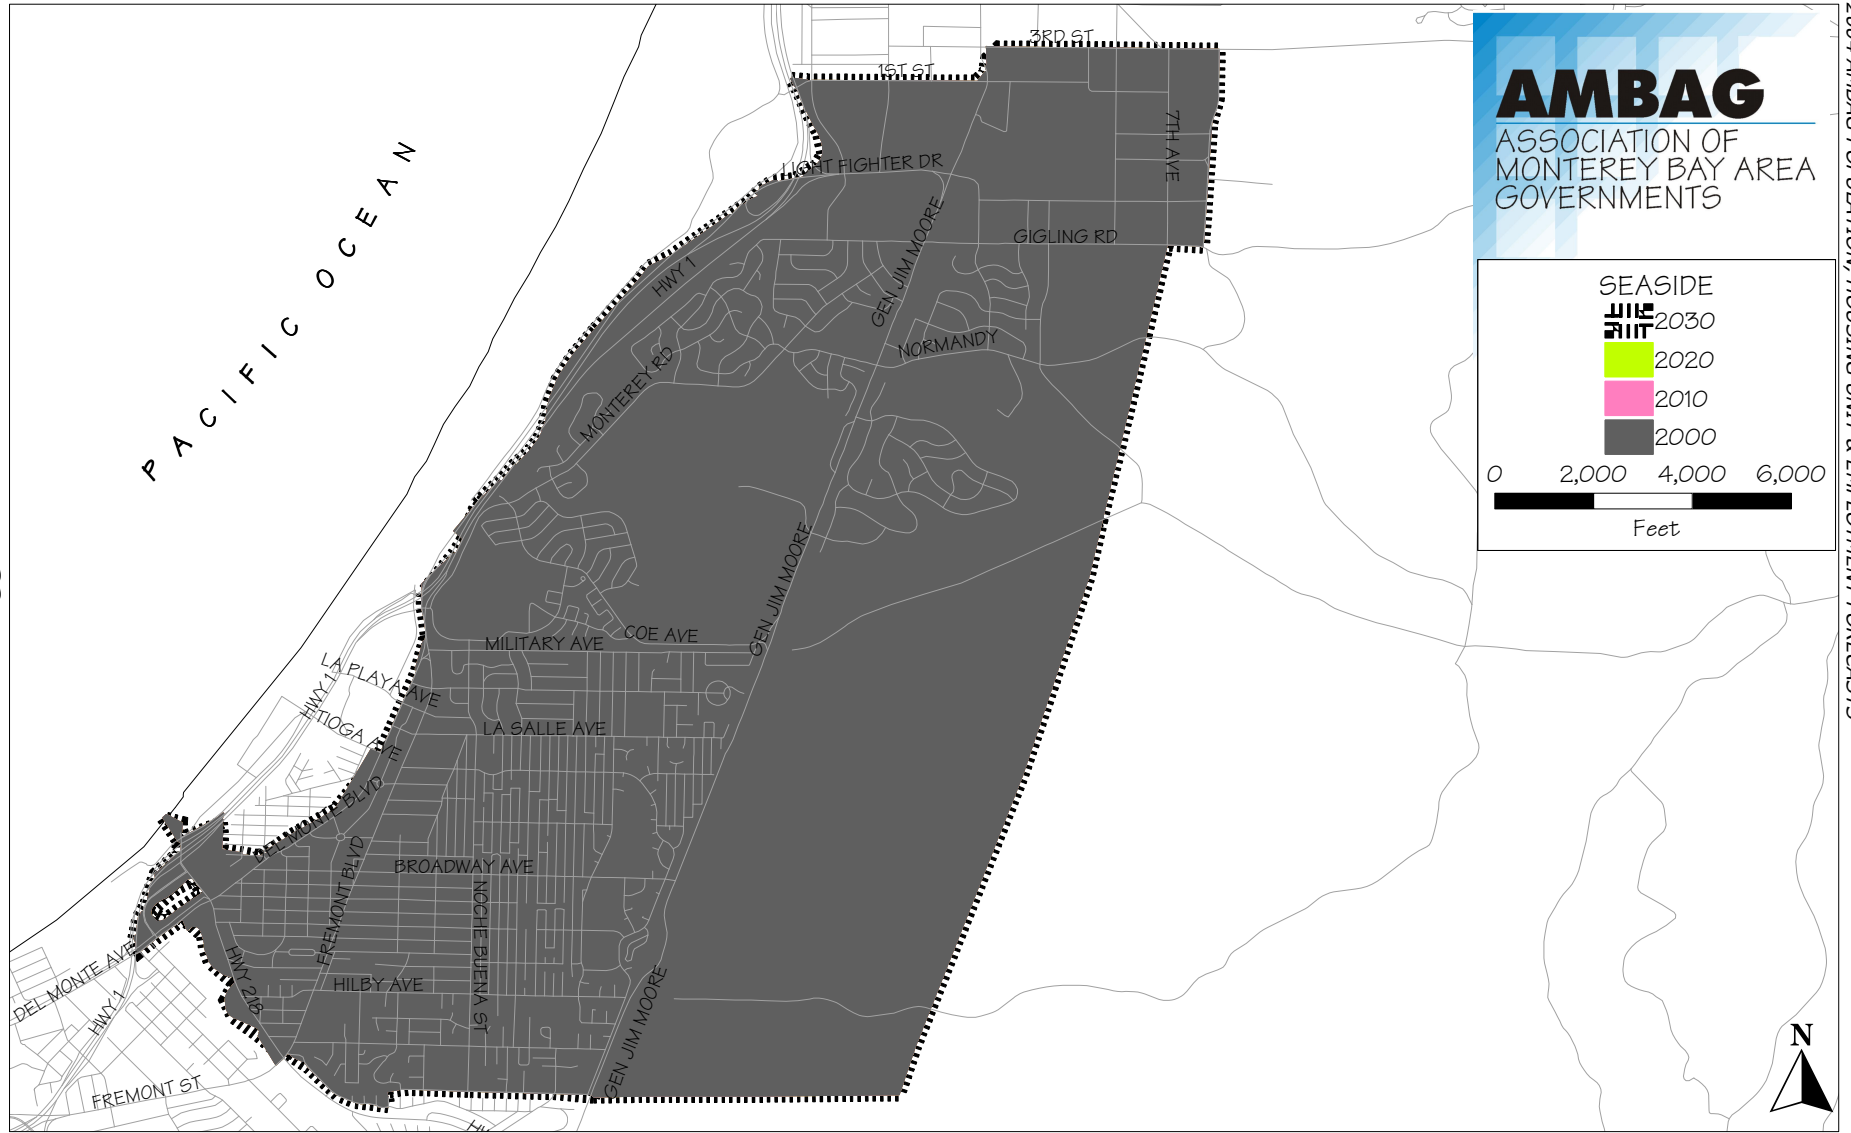 3RD ST
1ST ST
7TH AVE
LIGHT FIGHTER DR
GIGLING RD
GEN JIM MOORE
HWY 1
NORMANDY
MONTEREY RD
PACIFIC OCEAN
GEN JIM MOORE
COE AVE
MILITARY AVE
LA PLAYA AVE
HWY 1
TIOGA AVE
LA SALLE AVE
DEL MONTE BLVD
FREMONT BLVD
BROADWAY AVE
NOCHE BUENA ST
HILBY AVE
HWY 218
DEL MONTE AVE
HWY 1
GEN JIM MOORE
FREMONT ST
AMBAG
ASSOCIATION OF
MONTEREY BAY AREA
GOVERNMENTS
SEASIDE
2030
2020
2010
2000
0 2,000 4,000 6,000
Feet
N